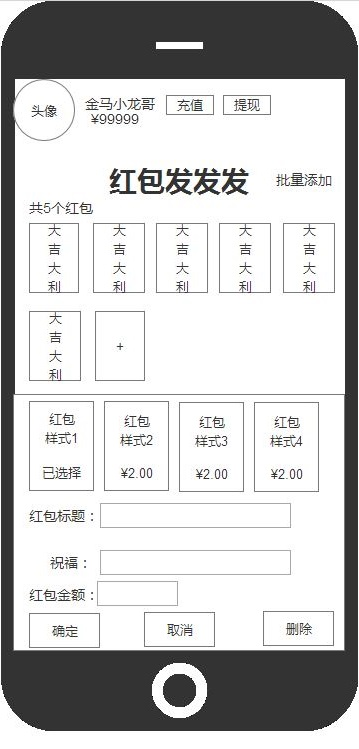 头像
金马小龙哥
¥99999
充值
提现
红包发发发
批量添加
共5个红包
大吉大利
大吉大利
大吉大利
大吉大利
大吉大利
大吉大利
+
红包
样式1
已选择
红包
样式2
¥2.00
红包
样式3
¥2.00
红包
样式4
¥2.00
红包标题：
祝福：
红包金额：
确定
取消
删除